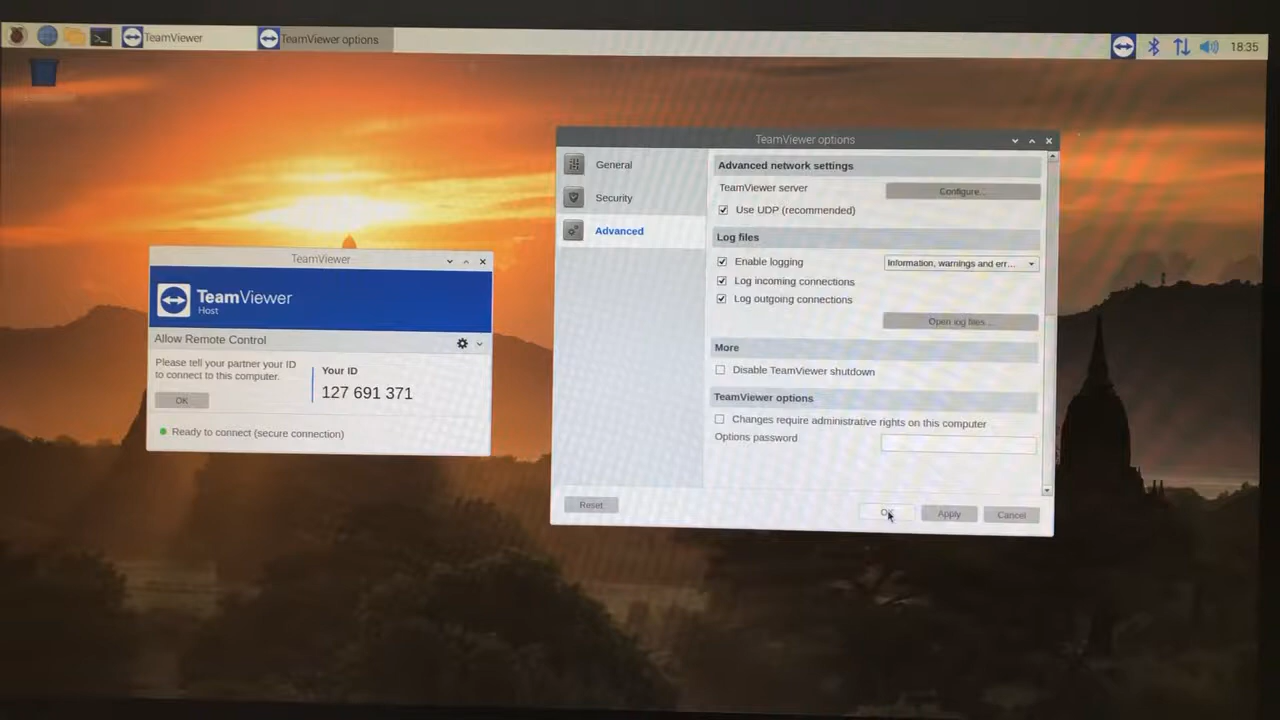 TeamViewer
TeamViewer options
18:35
TeamViewer options
General
Security
Advanced
Advanced network settings
TeamViewer server
Configure...
Use UDP (recommended)
Log files
Enable logging
Information, warnings and err...
Log incoming connections
Log outgoing connections
Open log files...
More
Disable TeamViewer shutdown
TeamViewer options
Changes require administrative rights on this computer
Options password
Reset
OK
Apply
Cancel
TeamViewer
TeamViewer
Host
Allow Remote Control
Please tell your partner your ID
to connect to this computer.
OK
Your ID
127 691 371
Ready to connect (secure connection)